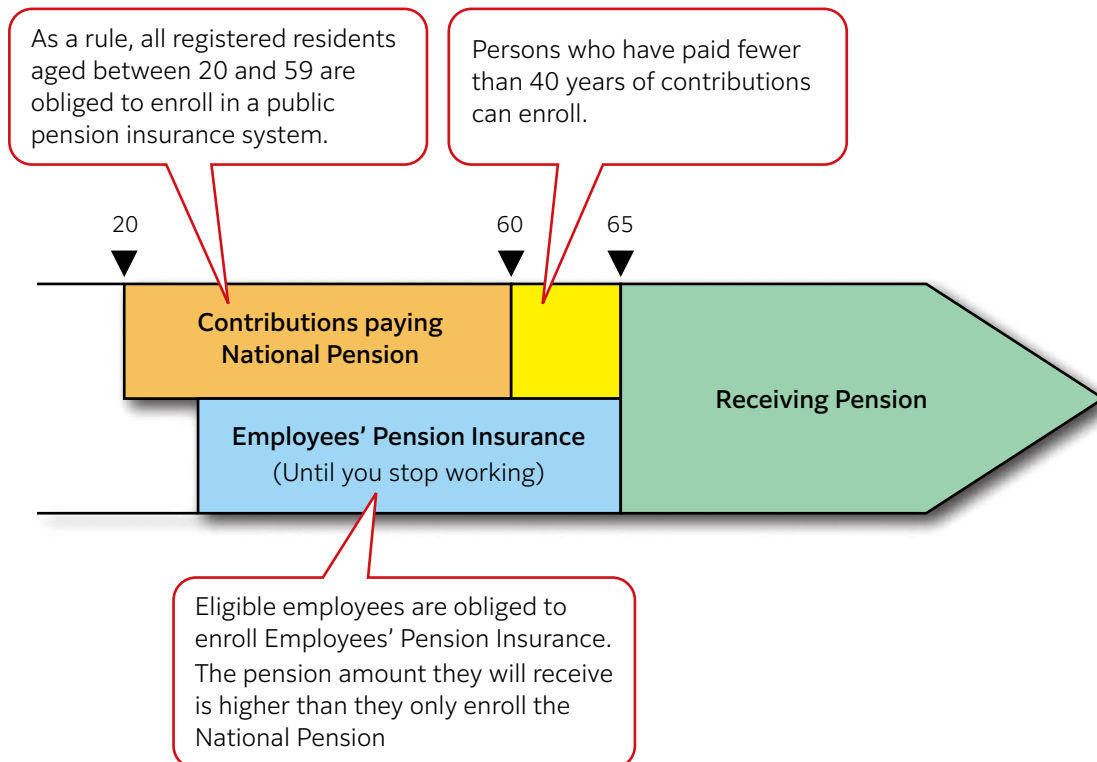 As a rule, all registered residents
aged between 20 and 59 are
obliged to enroll in a public
pension insurance system.
Persons who have paid fewer
than 40 years of contributions
can enroll.
20
60
65
Contributions paying
National Pension
Receiving Pension
Employees’ Pension Insurance
(Until you stop working)
Eligible employees are obliged to
enroll Employees’ Pension Insurance.
The pension amount they will receive
is higher than they only enroll the
National Pension